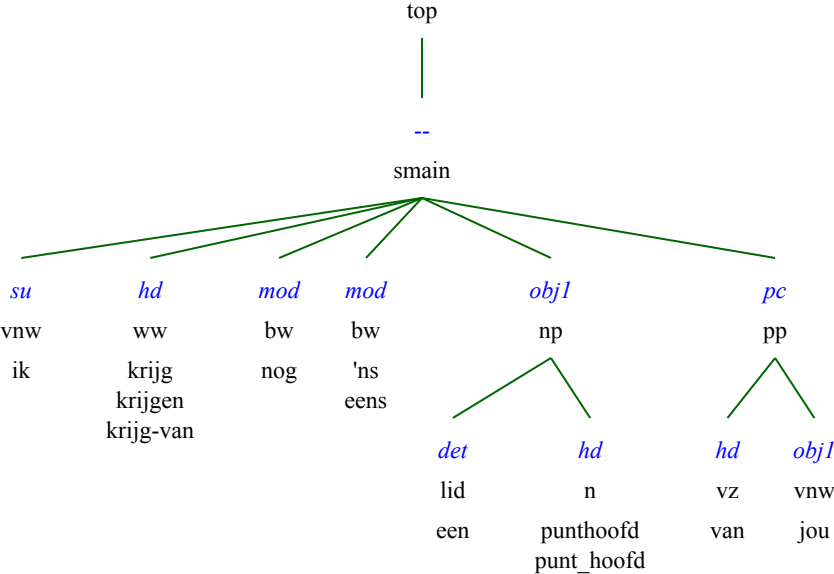 top
--
smain
su hd mod mod obj1 pc
vnw ww bw bw np pp
ik krijg nog 'ns
krijgen eens
krijg-van
det hd hd obj1
lid n vz vnw
een punthoofd van jou
punt_hoofd